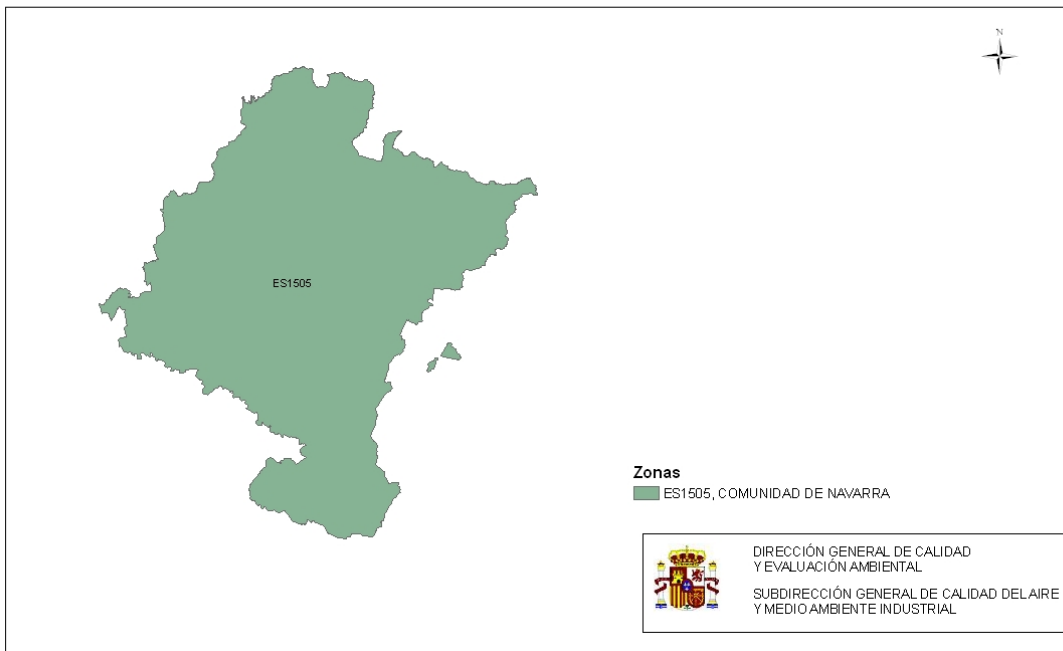 N
ES1505
Zonas
ES1505, COMUNIDAD DE NAVARRA
DIRECCIÓN GENERAL DE CALIDAD
Y EVALUACIÓN AMBIENTAL
SUBDIRECCIÓN GENERAL DE CALIDAD DEL AIRE
Y MEDIO AMBIENTE INDUSTRIAL